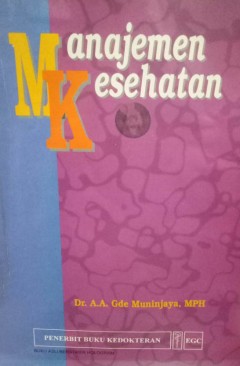 Manajemen
Kesehatan
Dr. A.A. Gde Muninjaya, MPH
PENERBIT BUKU KEDOKTERAN EGC